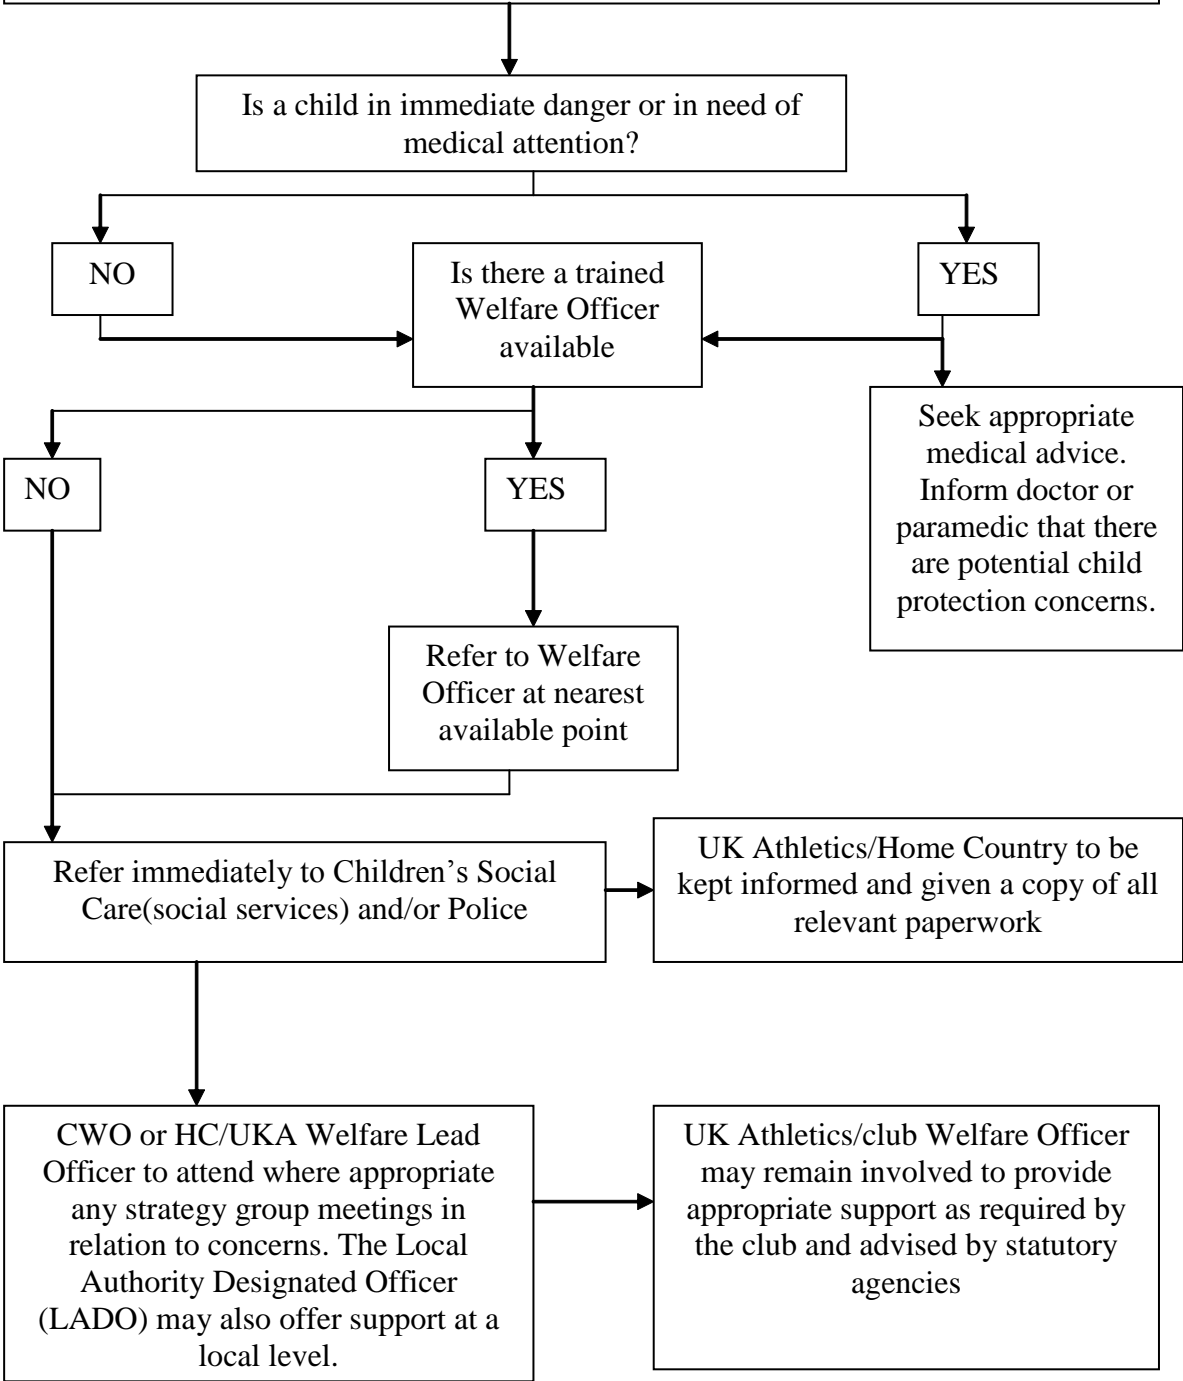 Is a child in immediate danger or in need of
medical attention?
NO
Is there a trained
Welfare Officer
available
YES
Seek appropriate
medical advice.
Inform doctor or
paramedic that there
are potential child
protection concerns.
NO
YES
Refer to Welfare
Officer at nearest
available point
Refer immediately to Children’s Social
Care(social services) and/or Police
UK Athletics/Home Country to be
kept informed and given a copy of all
relevant paperwork
CWO or HC/UKA Welfare Lead
Officer to attend where appropriate
any strategy group meetings in
relation to concerns. The Local
Authority Designated Officer
(LADO) may also offer support at a
local level.
UK Athletics/club Welfare Officer
may remain involved to provide
appropriate support as required by
the club and advised by statutory
agencies